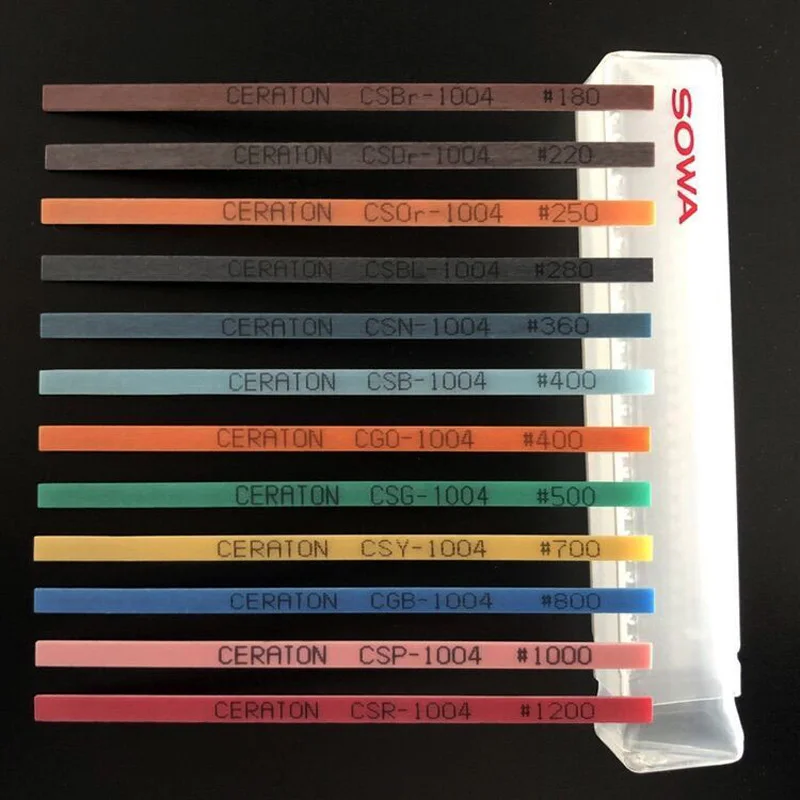 CERATON CSBr-1004 #180
CERATON CSDr-1004 #220
CERATON CSOr-1004 #250
CERATON CSBL-1004 #280
CERATON CSN-1004 #360
CERATON CSB-1004 #400
CERATON CGO-1004 #400
CERATON CSG-1004 #500
CERATON CSY-1004 #700
CERATON CGB-1004 #800
CERATON CSP-1004 #1000
CERATON CSR-1004 #1200
SOWA